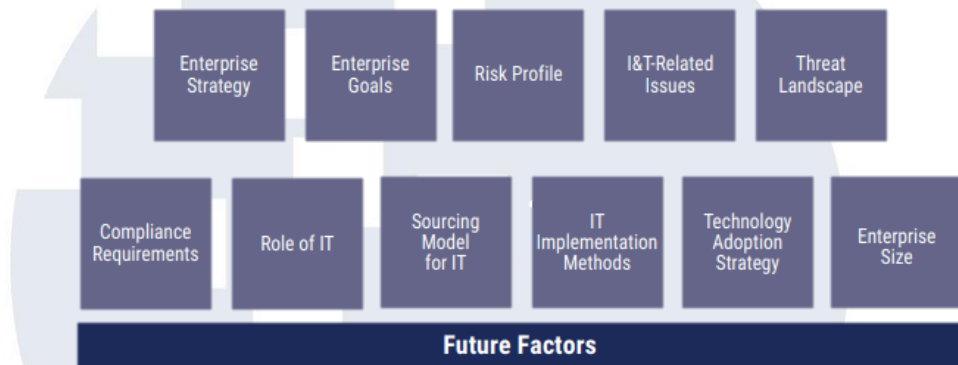 Enterprise
Strategy
Enterprise
Goals
Risk Profile
I&T-Related
Issues
Threat
Landscape
Compliance
Requirements
Role of IT
Sourcing
Model
for IT
IT
Implementation
Methods
Technology
Adoption
Strategy
Enterprise
Size
Future Factors